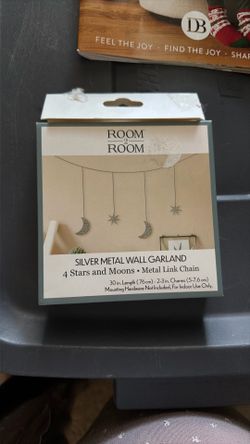 DB
FEEL THE JOY · FIND THE JOY · SHA
ROOM
2
ROOM
SILVER METAL WALL GARLAND
4 Stars and Moons • Metal Link Chain
30 in. Length (76cm) · 2-3 in. Charms (5-7.6 cm)
Mounting Hardware Not Included, For Indoor Use Only.